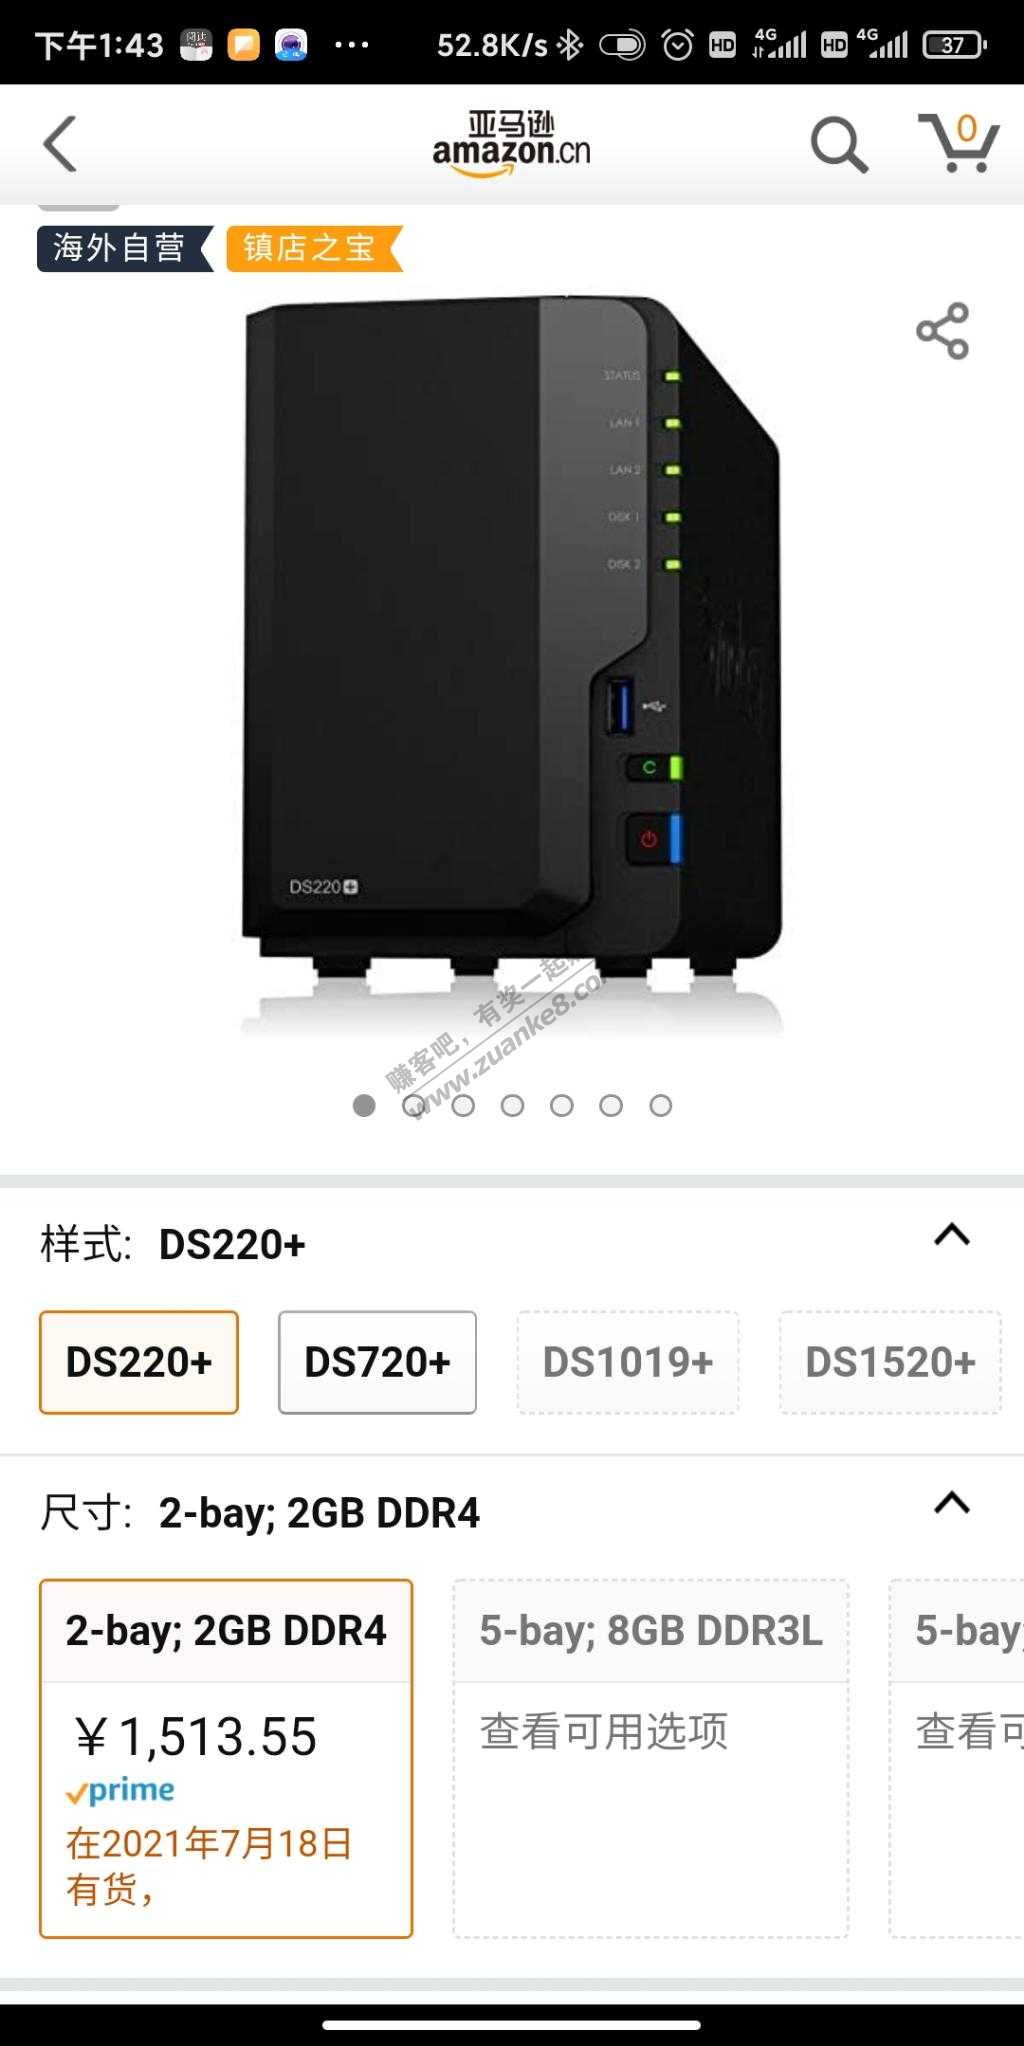 下午1:43
52.8K/s
HD
4G
HD
4G
37
亚马逊
amazon.cn
0
海外自营
镇店之宝
STATUS
LAN 1
LAN 2
DISK 1
DISK 2
DS220+
赚客吧，有奖一起
www.zuanke8.co
样式: DS220+
DS220+
DS720+
DS1019+
DS1520+
尺寸: 2-bay; 2GB DDR4
2-bay; 2GB DDR4
5-bay; 8GB DDR3L
5-bay;
￥1,513.55
查看可用选项
查看可
prime
在2021年7月18日
有货，